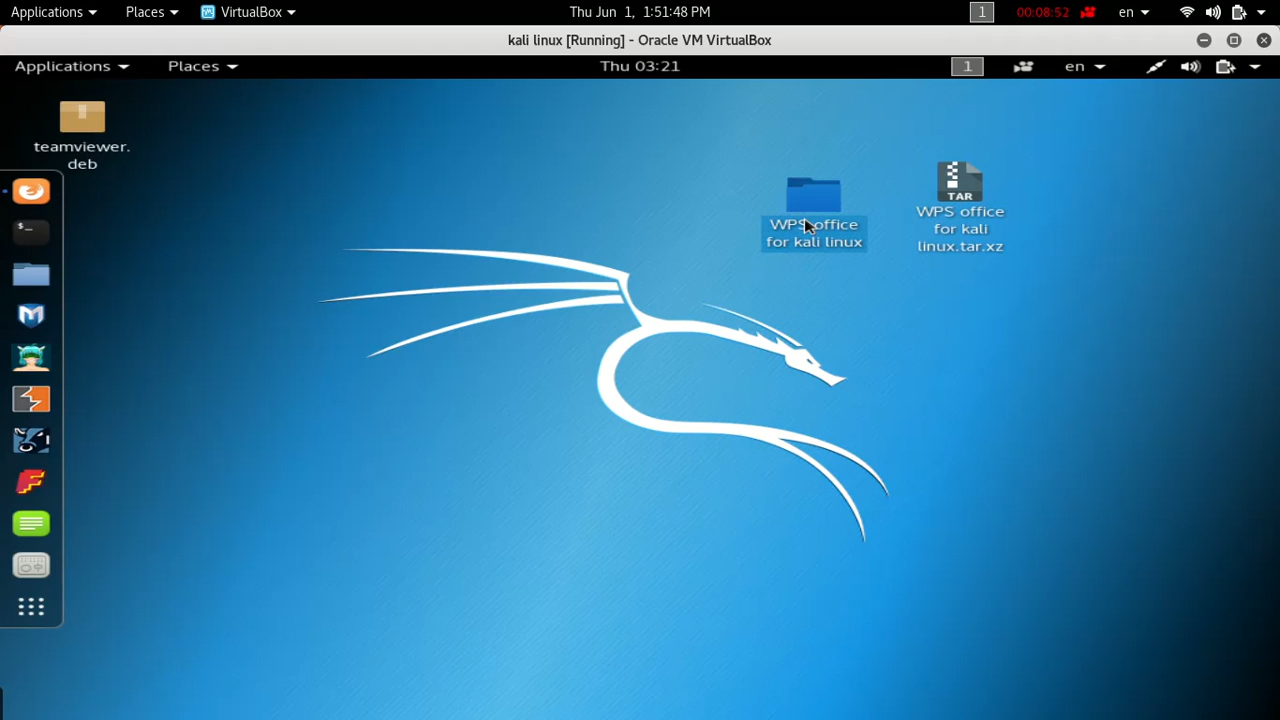 Applications Places VirtualBox Thu Jun 1, 1:51:48 PM 1 00:08:52 en
kali linux [Running] - Oracle VM VirtualBox
Applications Places Thu 03:21 1 en
teamviewer.
deb
WPS office
for kali linux
TAR
WPS office
for kali
linux.tar.xz